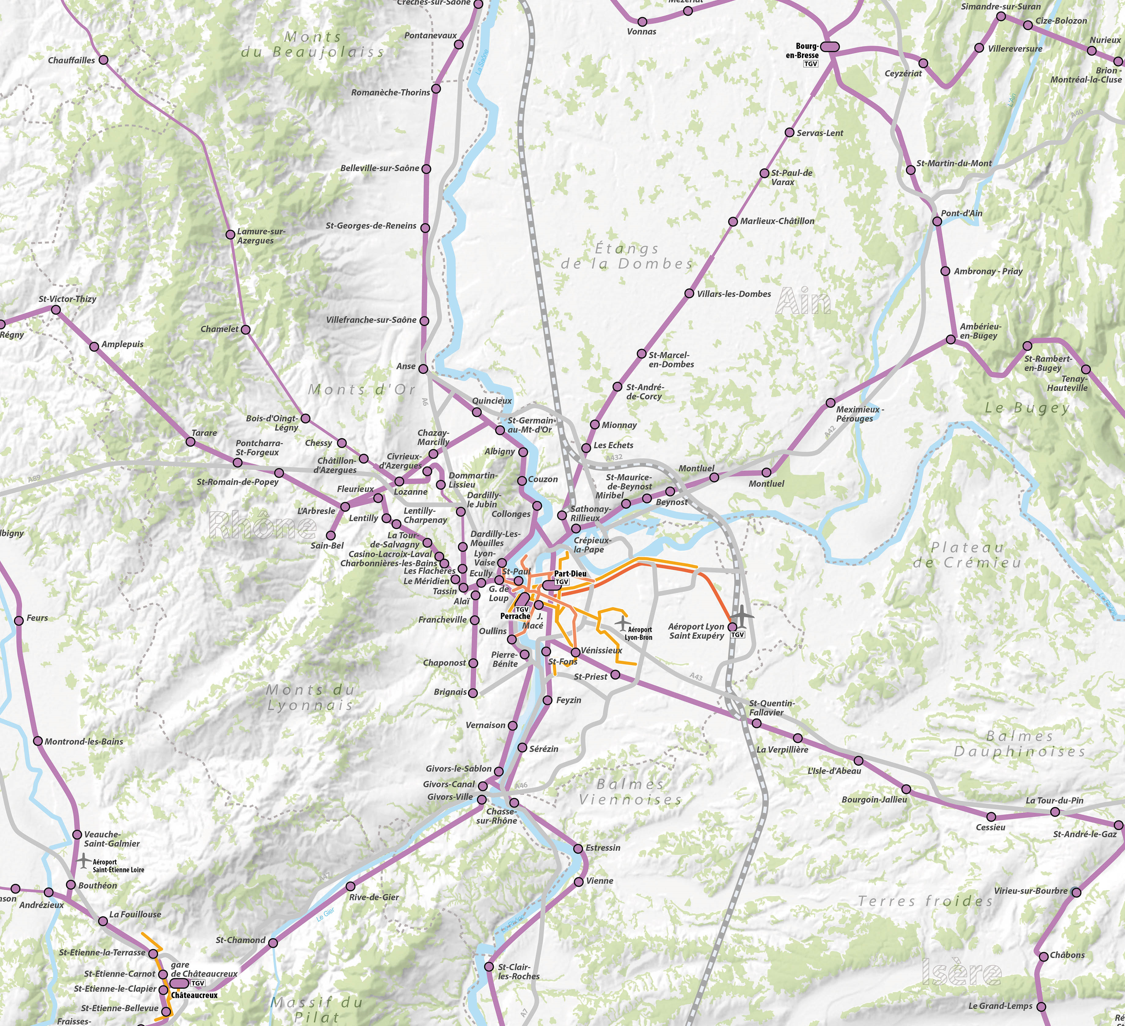 Crêches-sur-Saône
Mézériat
Simandre-sur-Suran
Pontanevaux
Vonnas
Cize-Bolozon
Monts
du Beaujolaiss
Bourg-
en-Bresse
TGV
Villereversure
Nurieux
Chauffailles
Ceyzériat
Brion -
Montréal-la-Cluse
Romanèche-Thorins
Servas-Lent
Belleville-sur-Saône
St-Martin-du-Mont
St-Paul-de
Varax
St-Georges-de-Reneins
Marlieux-Châtillon
Pont-d'Ain
Lamure-sur-
Azergues
Étangs
de la Dombes
Ambronay - Priay
St-Victor-Thizy
Villars-les-Dombes
Ain
Régny
Villefranche-sur-Saône
Chamelet
Ambérieu-
en-Bugey
Amplepuis
St-Marcel-
en-Dombes
St-Rambert-
en-Bugey
Anse
Tenay-
Hauteville
Monts d'Or
St-André-
de-Corcy
A6
Quincieux
Le Bugey
Bois-d'Oingt-
Légny
St-Germain-
au-Mt-d'Or
Mionnay
Meximieux -
Pérouges
A42
Tarare
Chessy
Chazay-
Marcilly
Les Echets
Pontcharra-
St-Forgeux
Albigny
A432
Châtillon-
d'Azergues
Civrieux-
d'Azergues
Montluel
A89
St-Romain-de-Popey
Dommartin-
Lissieu
Couzon
St-Maurice-
de-Beynost
Montluel
Fleurieux
Lozanne
Miribel
Beynost
L'Arbresle
Dardilly-
le Jubin
Collonges
Sathonay-
Rillieux
Lentilly
Lentilly-
Charpenay
Rhône
Sain-Bel
La Tour
de-Salvagny
Dardilly-Les-
Mouilles
Crépieux-
la-Pape
Plateau
de Crémieu
Casino-Lacroix-Laval
Charbonnières-les-Bains
Lyon-
Vaise
Les Flachères
Ecully
St-Paul
Part-Dieu
TGV
Le Méridien
Tassin
G. de
Loup
Alaï
TGV
Perrache
J.
Macé
Feurs
Francheville
Aéroport
Lyon-Bron
Aéroport Lyon
Saint Exupéry
TGV
Oullins
Vénissieux
Chaponost
Pierre-
Bénite
St-Fons
St-Priest
A43
Monts du
Lyonnais
Brignais
Feyzin
St-Quentin-
Fallavier
Vernaison
Montrond-les-Bains
Sérézin
La Verpillière
Balmes
Dauphinoises
Givors-le-Sablon
L'Isle-d'Abeau
Givors-Canal
A46
Balmes
Viennoises
Givors-Ville
Bourgoin-Jallieu
La Tour-du-Pin
Chasse-
sur-Rhône
Cessieu
St-André-le-Gaz
Veauche-
Saint-Galmier
Estressin
Aéroport
Saint-Etienne Loire
Vienne
Bouthéon
Rive-de-Gier
Virieu-sur-Bourbre
Andrézieux
Le Gier
Terres froides
La Fouillouse
St-Chamond
St-Etienne-la-Terrasse
Châbons
St-Etienne-Carnot
gare
de Châteaucreux
TGV
St-Clair-
les-Roches
Isère
St-Etienne-le-Clapier
Châteaucreux
St-Etienne-Bellevue
Massif du
Pilat
Le Grand-Lemps
A7
Fraisses-